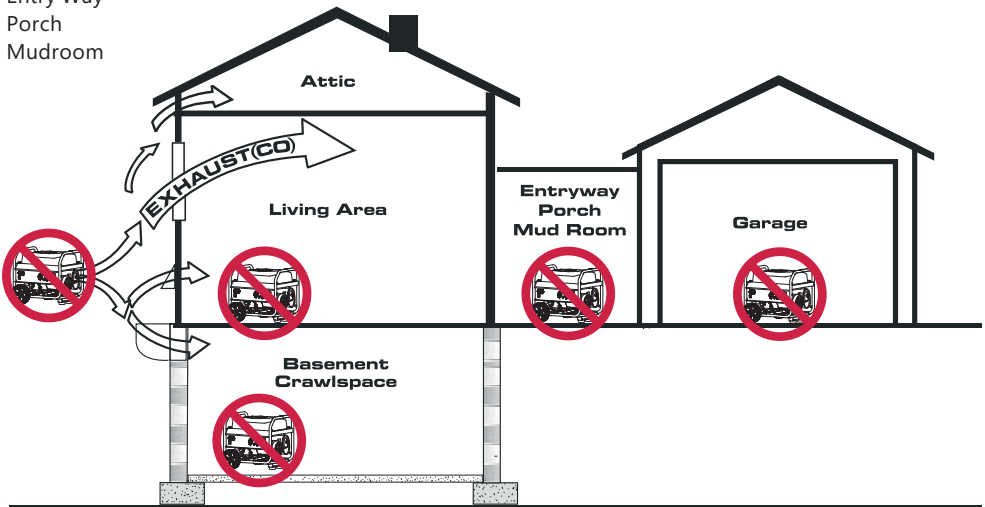 Porch
Mudroom
Attic
EXHAUST(CO)
Living Area
Entryway
Porch
Mud Room
Garage
Basement
Crawlspace